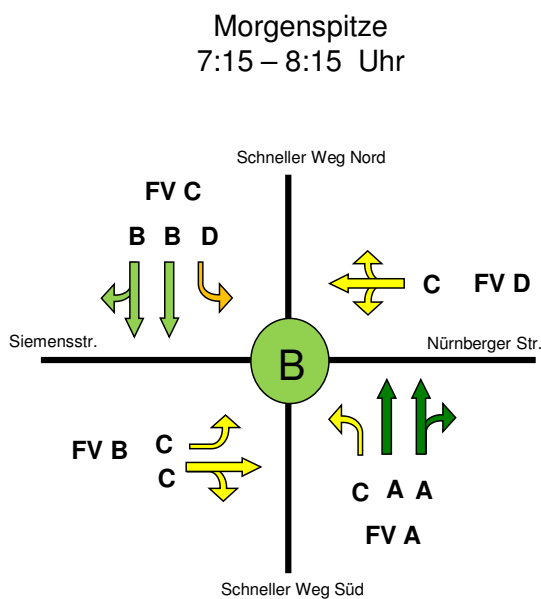 Morgenspitze
7:15 – 8:15 Uhr
Schneller Weg Nord
FV C
B B D
C FV D
Siemensstr.
Nürnberger Str.
B
FV B C
C
C A A
FV A
Schneller Weg Süd